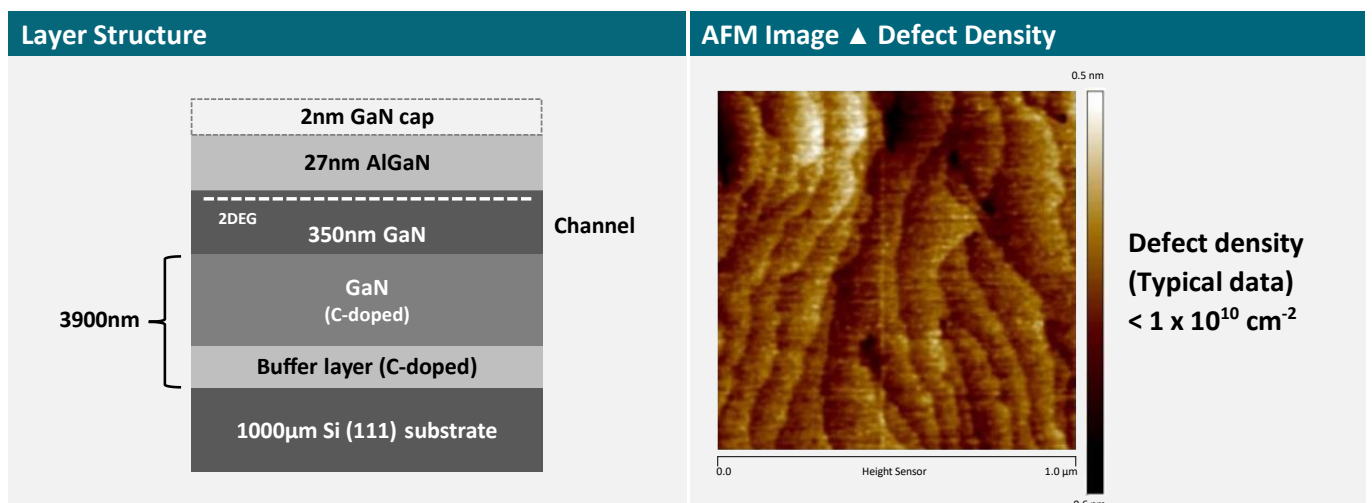 Layer Structure
2nm GaN cap
27nm AlGaN
2DEG
350nm GaN
Channel
GaN
(C-doped)
3900nm
Buffer layer (C-doped)
1000µm Si (111) substrate
AFM Image ▲ Defect Density
0.5 nm
0.0
Height Sensor
1.0 µm
Defect density
(Typical data)
< 1 x 10¹⁰ cm⁻²